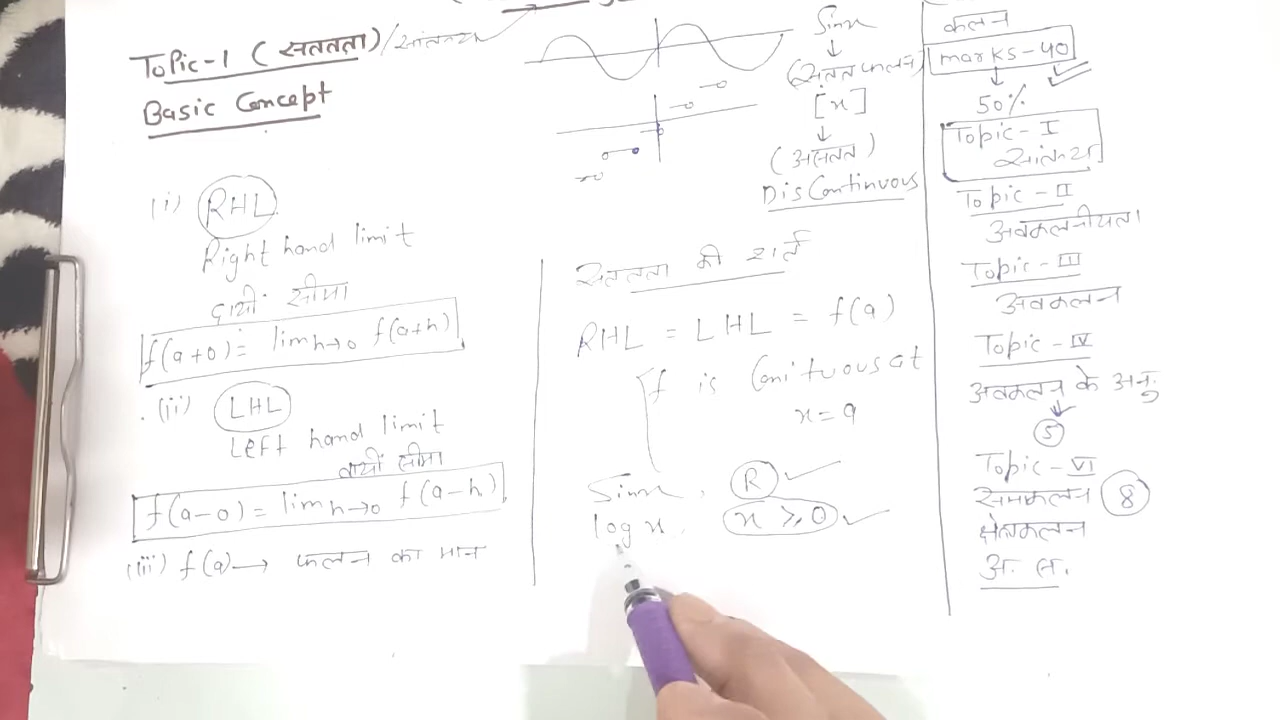 Topic-1 (सततता)/सांतत्य
Basic Concept
(i) RHL
Right hand limit
दायीं सीमा
f(a+0) = lim h→0 f(a+h)
(ii) LHL
Left hand limit
बायीं सीमा
f(a-0) = lim h→0 f(a-h)
(iii) f(a) → फलन का मान
Sinx
↓
(सतत फलन)
[x]
↓
(असतत)
DisContinuous
सततता की शर्त
RHL = LHL = f(a)
f is Conituous at
x=a
Sinx, R ✓
log x, x ≥ 0 ✓
कलन
marks-40
↓
50%
Topic-I
सांतत्य
Topic-II
अवकलनीयता
Topic-III
अवकलन
Topic-IV
अवकलन के अनु.
↓
5
Topic-VI
समाकलन 8
क्षेत्रकलन
अ. स.